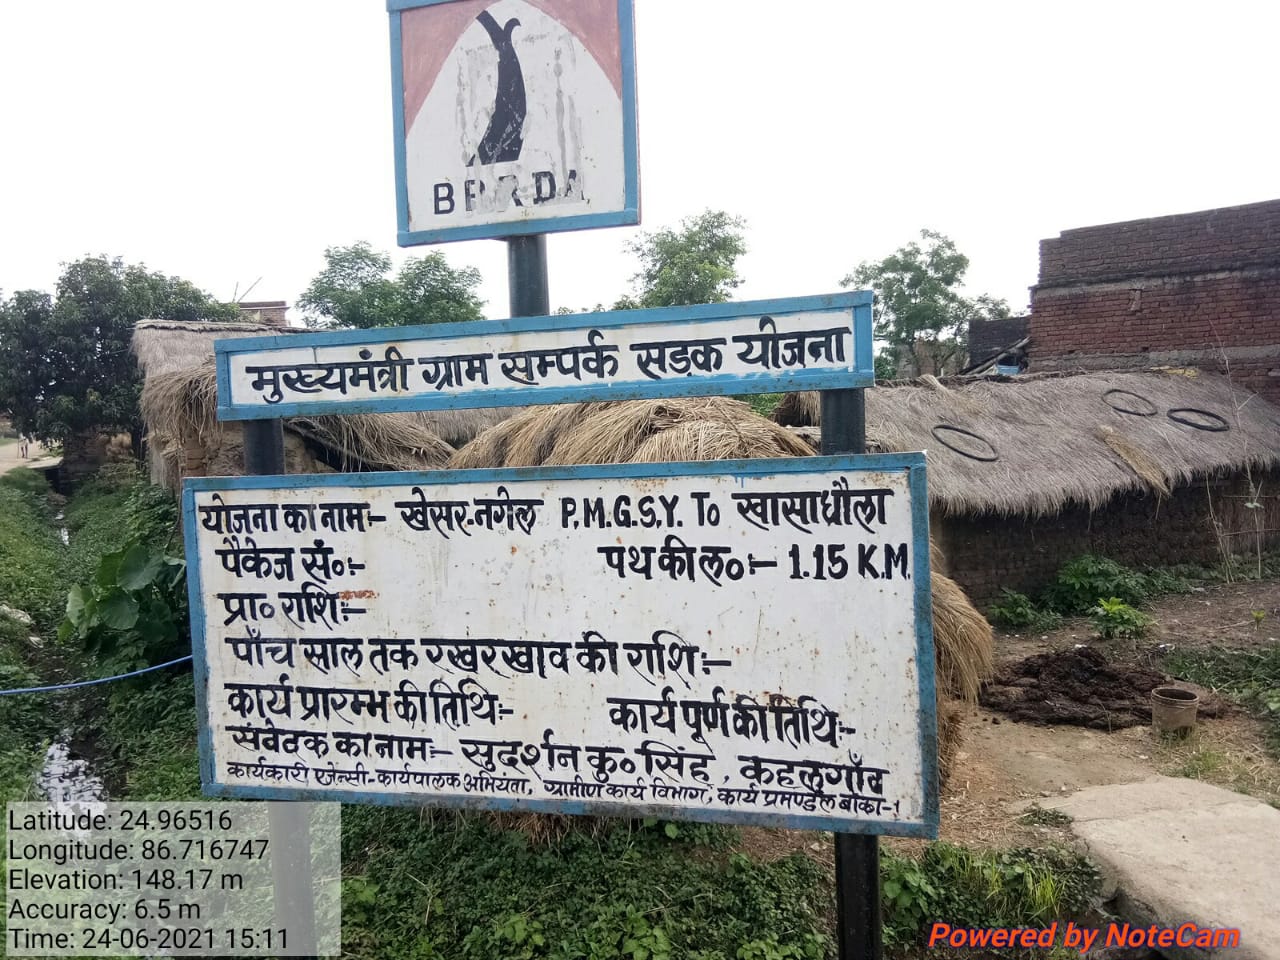 BRRDA
मुख्यमंत्री ग्राम सम्पर्क सड़क योजना
योजना का नाम:- खेसर-नगेल P.M.G.S.Y. To खासाधौला
पैकेज सं०:- पथ की ल०:- 1.15 K.M.
प्रा० राशि:-
पाँच साल तक रखरखाव की राशि:-
कार्य प्रारम्भ की तिथि:- कार्य पूर्ण की तिथि:-
संवेदक का नाम:- सुदर्शन कु० सिंह, कहलगाँव
कार्यकारी एजेंन्सी-कार्यपालक अभियंता, ग्रामीण कार्य विभाग, कार्य प्रमण्डल बांका-1
Latitude: 24.96516
Longitude: 86.716747
Elevation: 148.17 m
Accuracy: 6.5 m
Time: 24-06-2021 15:11
Powered by NoteCam